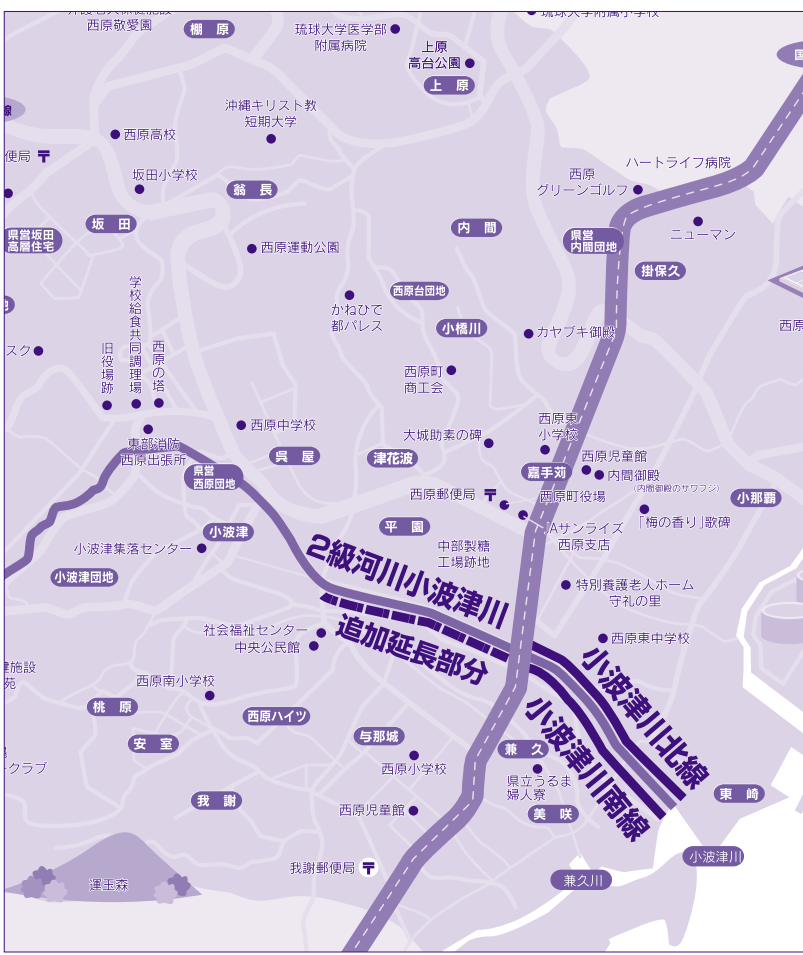 西原敬愛園
棚原
琉球大学医学部
附属病院
上原
高台公園
上原
沖縄キリスト教
短期大学
西原高校
便局
坂田小学校
翁長
ハートライフ病院
西原
グリーンゴルフ
ニューマン
坂田
県営坂田
高層住宅
西原運動公園
内間
県営
内間団地
掛保久
西原台団地
かねひで
都パレス
小橋川
カヤブキ御殿
西原
スク
旧役場跡
学校給食共同調理場
西原の塔
西原町
商工会
東部消防
西原出張所
西原中学校
大城助素の碑
西原東
小学校
呉屋
津花波
県営
西原団地
嘉手苅
西原児童館
内間御殿
(内間御殿のサワフジ)
小那覇
西原郵便局
西原町役場
「梅の香り」歌碑
小波津
平園
JAサンライズ
西原支店
小波津集落センター
中部製糖
工場跡地
小波津団地
2級河川小波津川
特別養護老人ホーム
守礼の里
社会福祉センター
中央公民館
追加延長部分
西原東中学校
小波津川北線
小波津川南線
健施設
苑
西原南小学校
桃原
西原ハイツ
安室
与那城
兼久
クラブ
西原小学校
県立うるま
婦人寮
我謝
西原児童館
美咲
東崎
小波津川
我謝郵便局
兼久川
運玉森